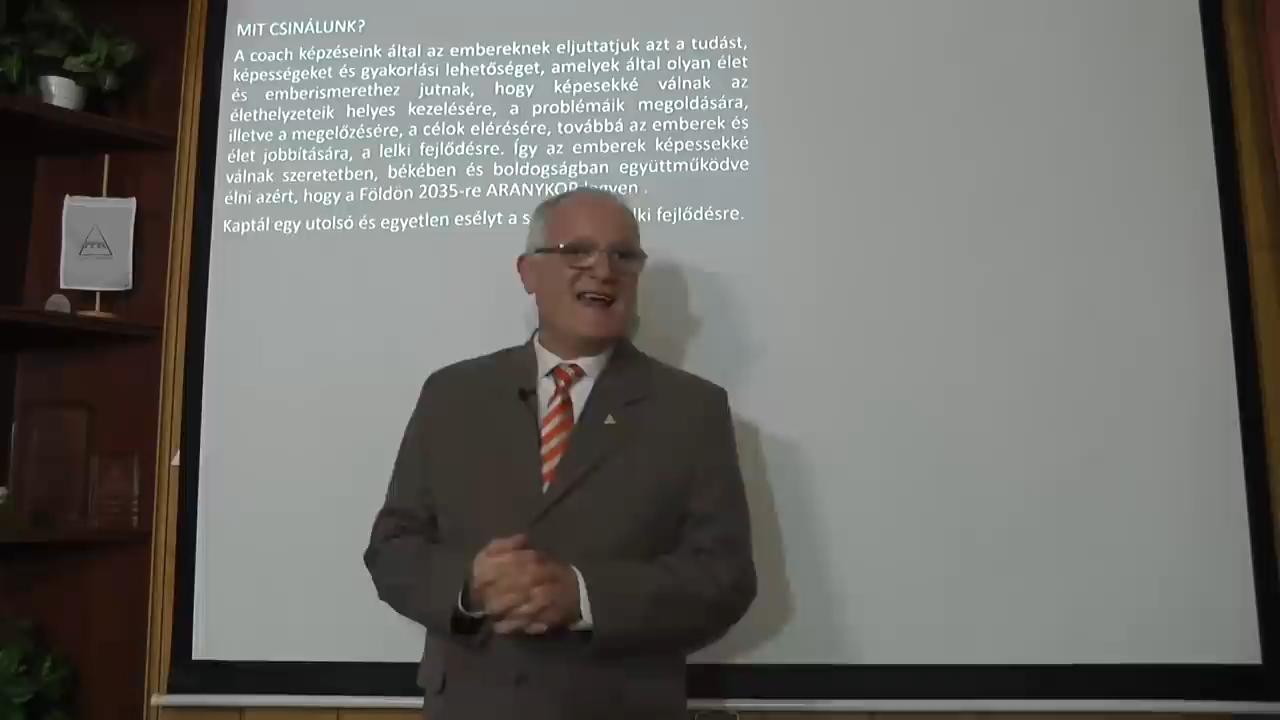 MIT CSINÁLUNK?
A coach képzéseink által az embereknek eljuttatjuk azt a tudást,
képességeket és gyakorlási lehetőséget, amelyek által olyan élet
és emberismerethez jutnak, hogy képesekké válnak az
élethelyzeteik helyes kezelésére, a problémáik megoldására,
illetve a megelőzésére, a célok elérésére, továbbá az emberek és
élet jobbítására, a lelki fejlődésre. Így az emberek képessekké
válnak szeretetben, békében és boldogságban együttműködve
élni azért, hogy a Földön 2035-re ARANYKOR legyen .
Kaptál egy utolsó és egyetlen esélyt a fejlődésre.